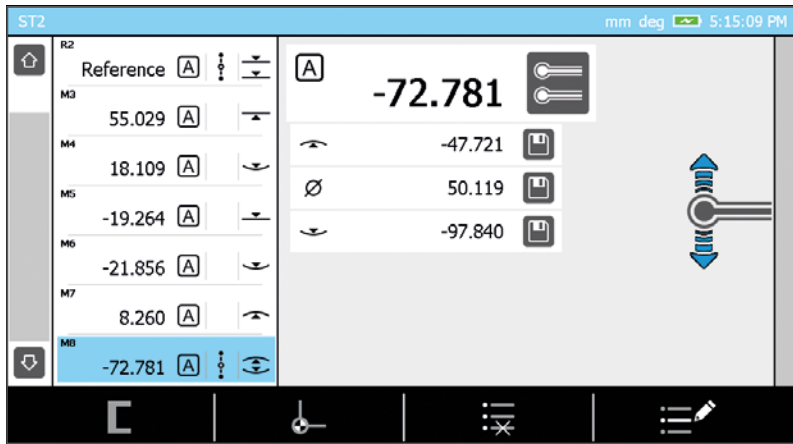 ST2
mm deg 5:15:09 PM
R2
Reference A
M3
55.029 A
M4
18.109 A
M5
-19.264 A
M6
-21.856 A
M7
8.260 A
M8
-72.781 A
A
-72.781
-47.721
Ø 50.119
-97.840